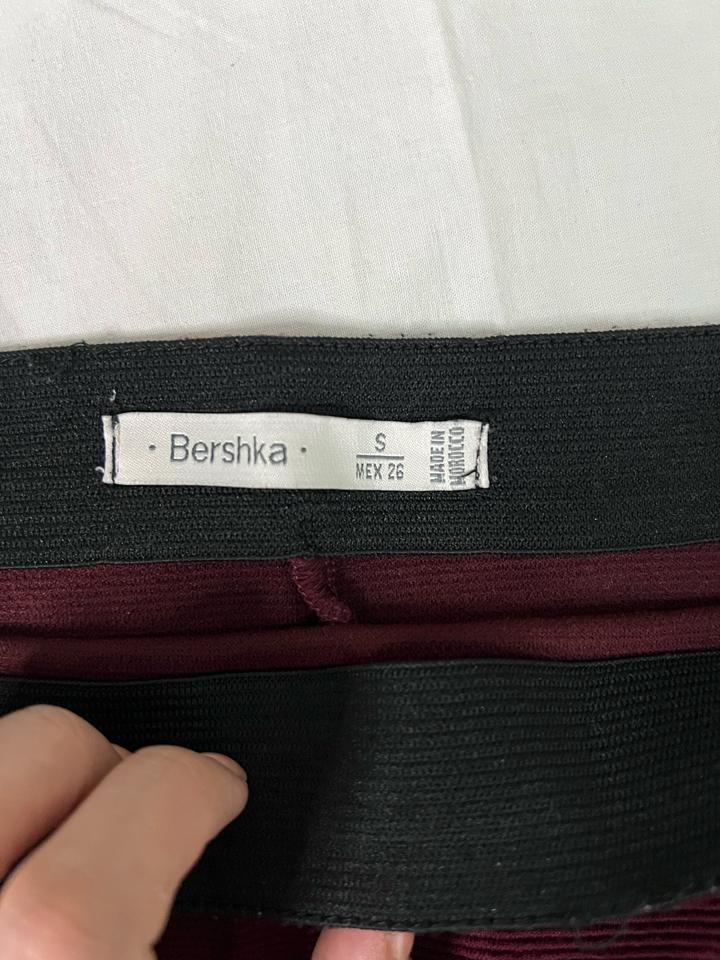 · Bershka ·
S
MEX 26
MADE IN
MOROCCO